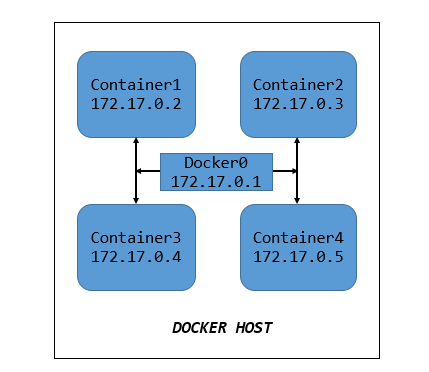 Container1
172.17.0.2
Container2
172.17.0.3
Docker0
172.17.0.1
Container3
172.17.0.4
Container4
172.17.0.5
DOCKER HOST